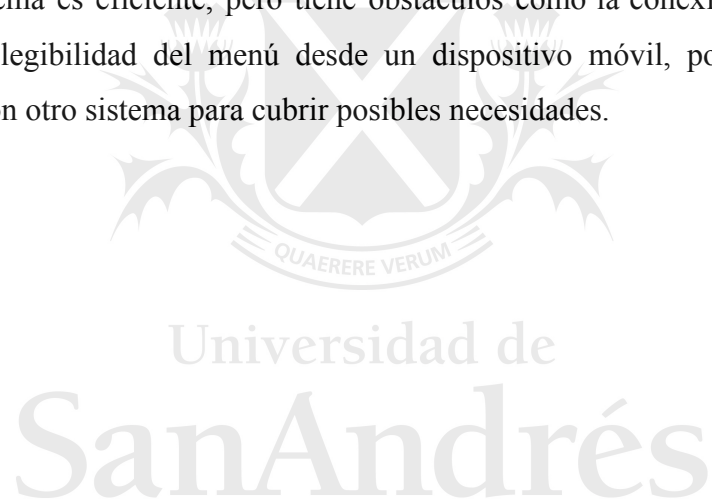 ema es eficiente, pero tiene obstáculos como la conexi
legibilidad del menú desde un dispositivo móvil, po
on otro sistema para cubrir posibles necesidades.
QUAERERE VERUM
Universidad de
SanAndrés